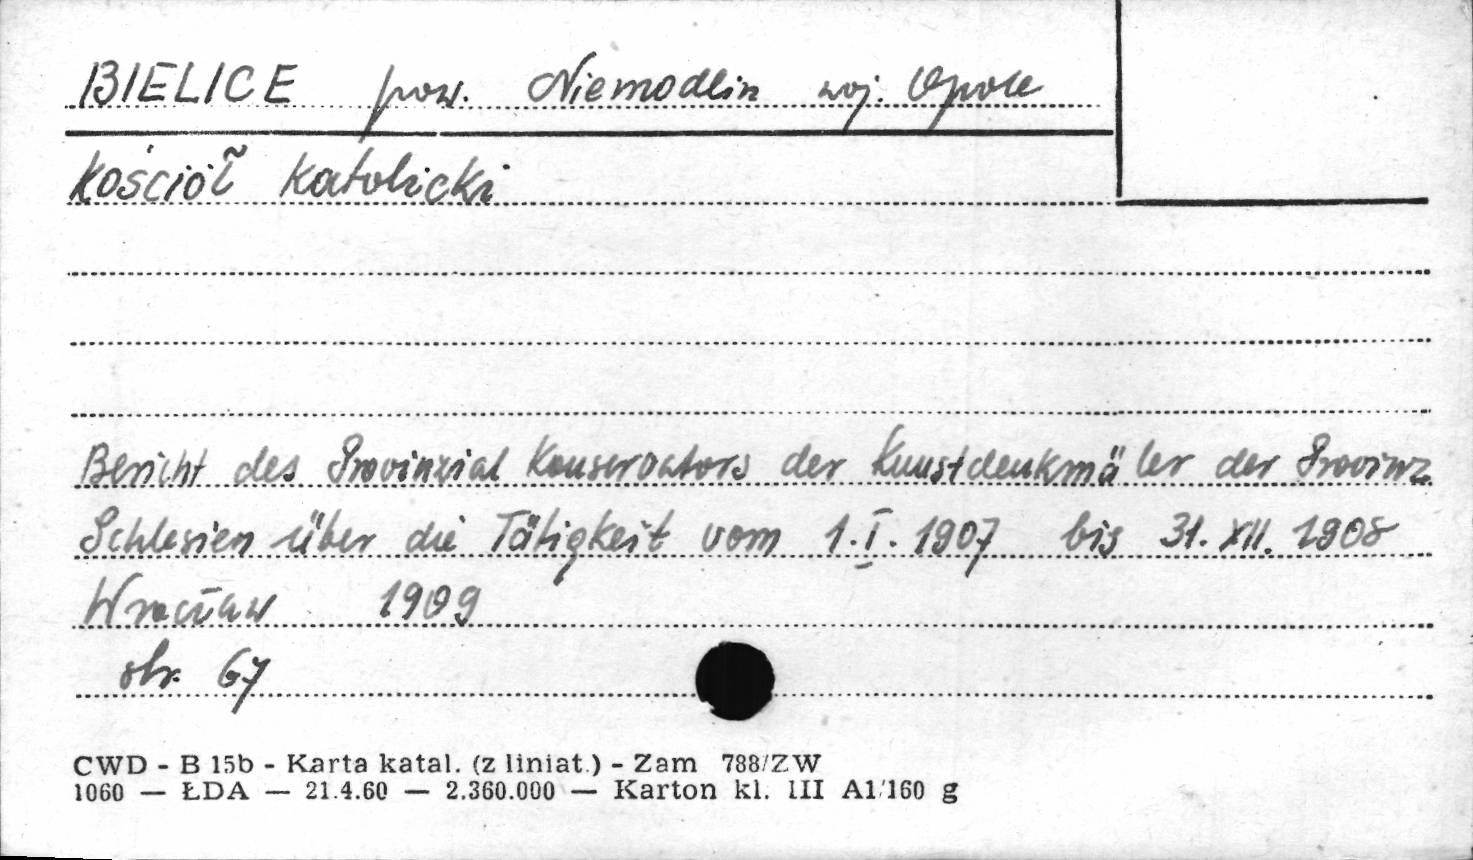 BIELICE pow. Niemodlin woj. Opole
Kościół katolicki
Bericht des Provinzial Konservators der Kunstdenkmäler der Provinz
Schlesien über die Tätigkeit vom 1.I.1907 bis 31.XII.1908
Wrocław 1909
str. 67
CWD - B 15b - Karta katal. (z liniat.) - Zam 788/ZW
1060 — ŁDA — 21.4.60 — 2.360.000 — Karton kl. III A1/160 g